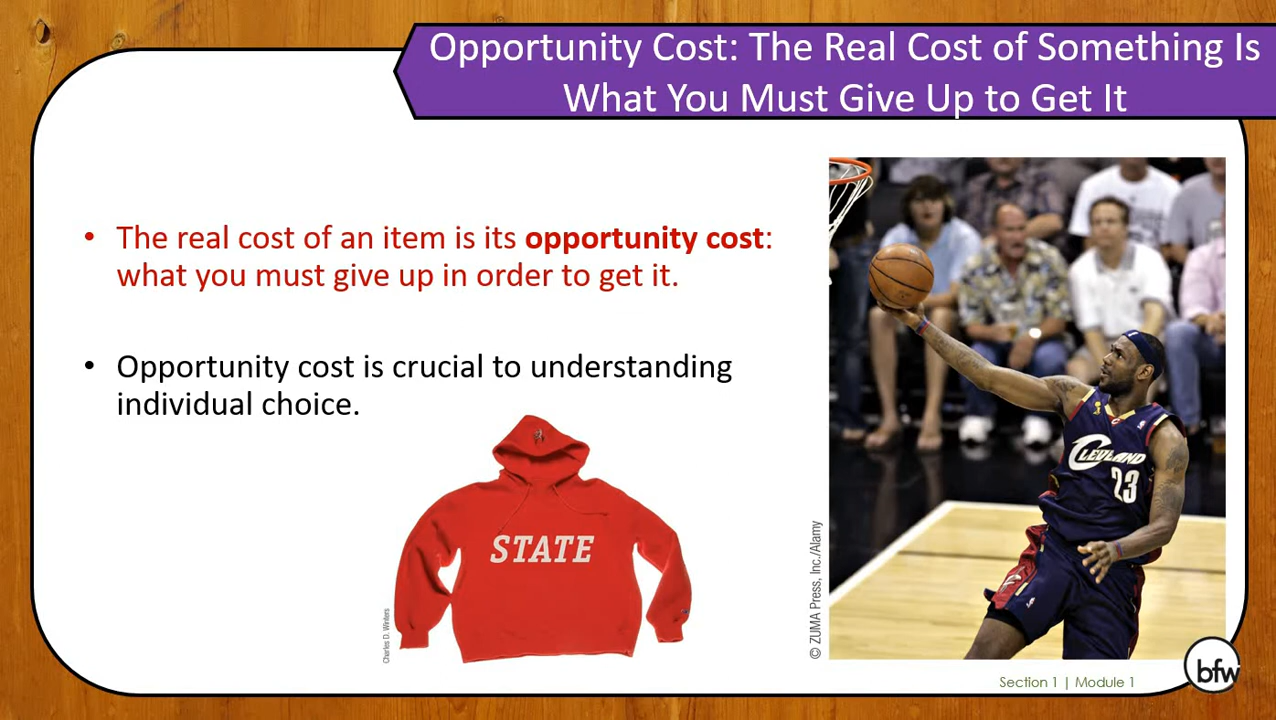 Opportunity Cost: The Real Cost of Something Is
What You Must Give Up to Get It
• The real cost of an item is its opportunity cost:
what you must give up in order to get it.
• Opportunity cost is crucial to understanding
individual choice.
STATE
Charles D. Winters
CLEVELAND
23
© ZUMA Press, Inc./Alamy
Section 1 | Module 1
bfw